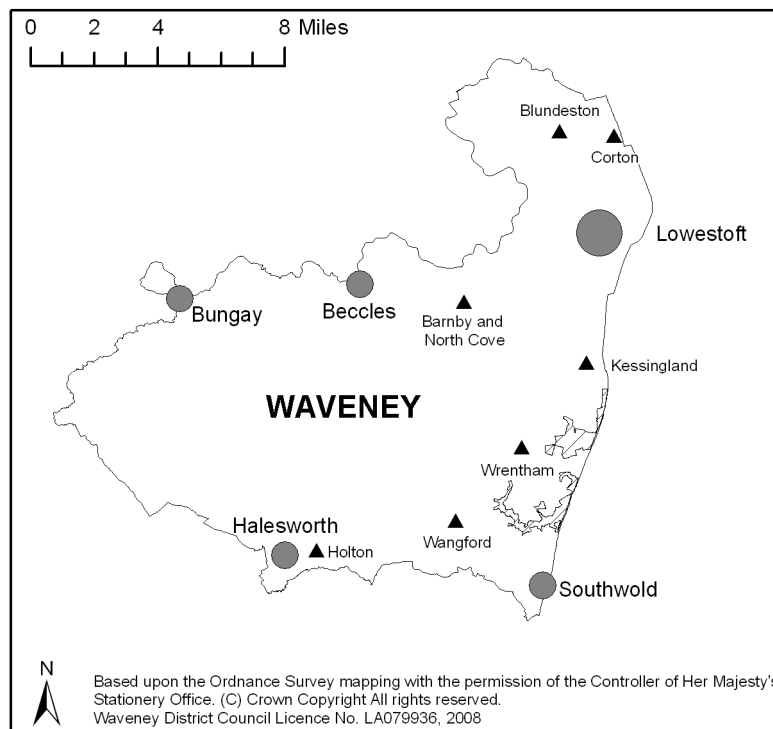 0 2 4 8 Miles
Blundeston
Corton
Lowestoft
Bungay
Beccles
Barnby and
North Cove
Kessingland
WAVENEY
Wrentham
Halesworth
Holton
Wangford
Southwold
N
Based upon the Ordnance Survey mapping with the permission of the Controller of Her Majesty's
Stationery Office. (C) Crown Copyright All rights reserved.
Waveney District Council Licence No. LA079936, 2008